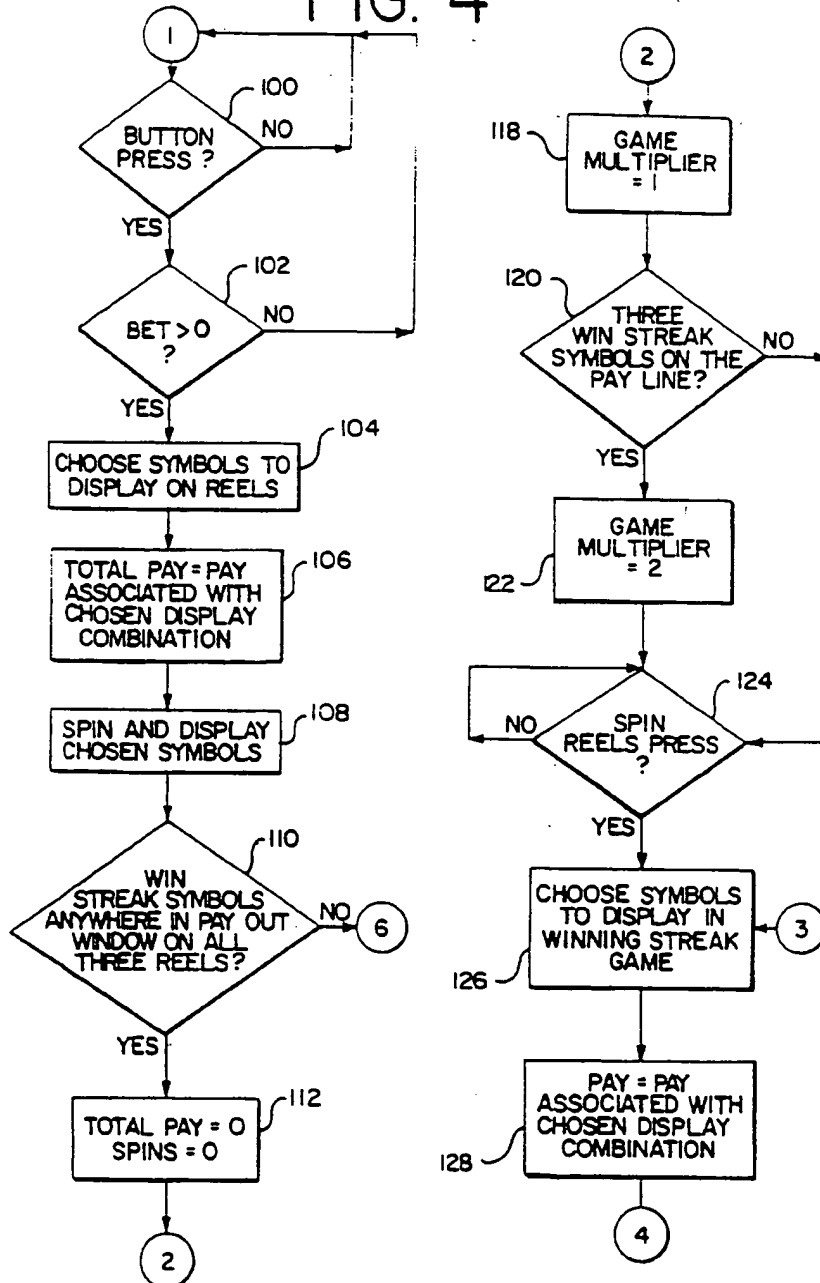 FIG. 4
1
100
BUTTON
PRESS ?
NO
YES
102
BET > 0
?
NO
YES
104
CHOOSE SYMBOLS TO
DISPLAY ON REELS
106
TOTAL PAY = PAY
ASSOCIATED WITH
CHOSEN DISPLAY
COMBINATION
108
SPIN AND DISPLAY
CHOSEN SYMBOLS
110
WIN
STREAK SYMBOLS
ANYWHERE IN PAY OUT
WINDOW ON ALL
THREE REELS?
NO
6
YES
112
TOTAL PAY = 0
SPINS = 0
2
2
118
GAME
MULTIPLIER
= 1
120
THREE
WIN STREAK
SYMBOLS ON THE
PAY LINE?
NO
YES
GAME
MULTIPLIER
= 2
122
124
SPIN
REELS PRESS
?
NO
YES
CHOOSE SYMBOLS
TO DISPLAY IN
WINNING STREAK
GAME
3
126
PAY = PAY
ASSOCIATED WITH
CHOSEN DISPLAY
COMBINATION
128
4